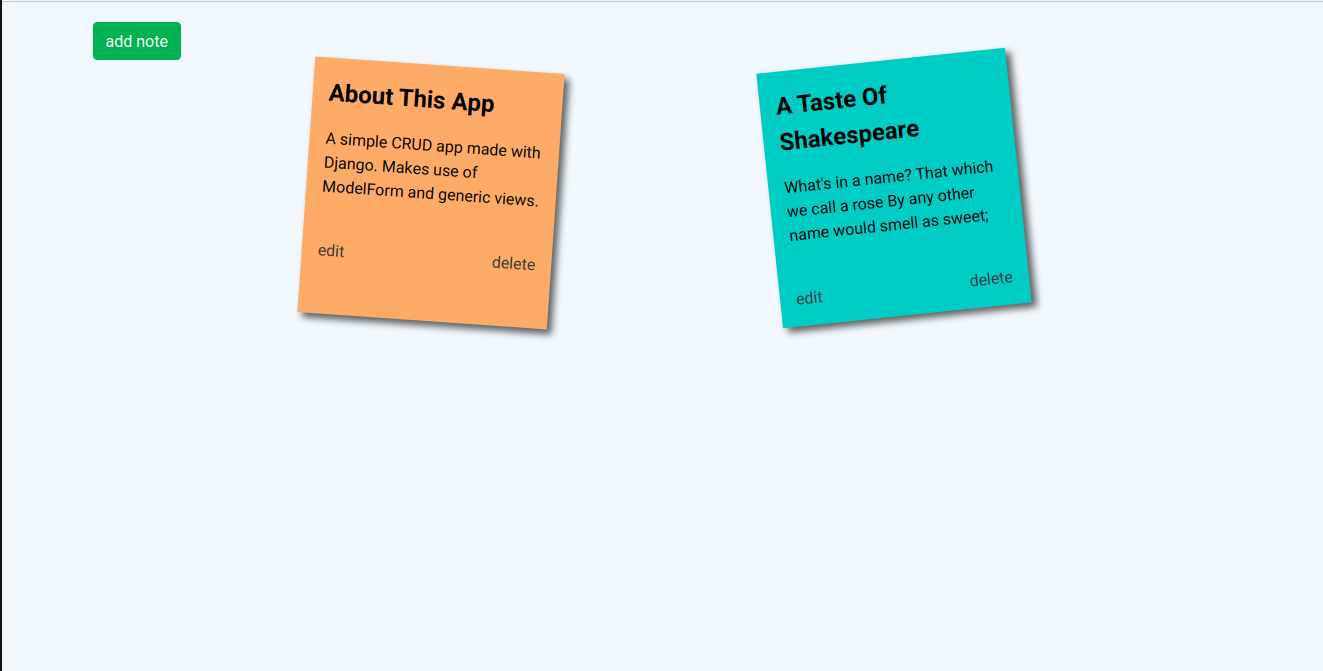 add note
About This App
A simple CRUD app made with
Django. Makes use of
ModelForm and generic views.
edit
delete
A Taste Of
Shakespeare
What's in a name? That which
we call a rose By any other
name would smell as sweet;
edit
delete